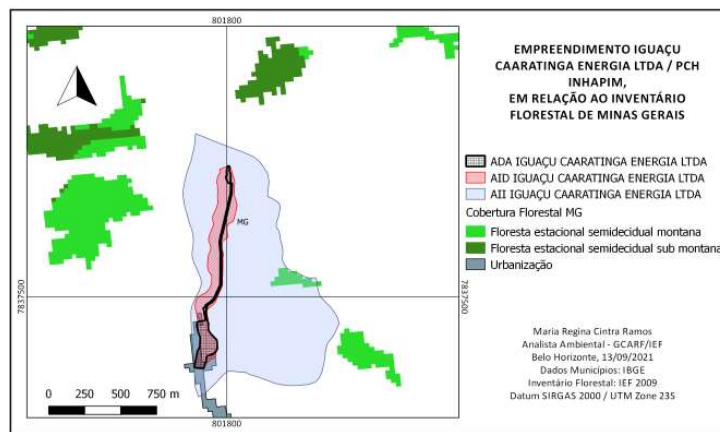 801800
EMPREENDIMENTO IGUAÇU
CAARATINGA ENERGIA LTDA / PCH
INHAPIM,
EM RELAÇÃO AO INVENTÁRIO
FLORESTAL DE MINAS GERAIS
ADA IGUAÇU CAARATINGA ENERGIA LTDA
AID IGUAÇU CAARATINGA ENERGIA LTDA
AII IGUAÇU CAARATINGA ENERGIA LTDA
Cobertura Florestal MG
Floresta estacional semidecidual montana
Floresta estacional semidecidual sub montana
Urbanização
MG
7837500
7837500
Maria Regina Cintra Ramos
Analista Ambiental - GCARF/IEF
Belo Horizonte, 13/09/2021
Dados Municípios: IBGE
Inventário Florestal: IEF 2009
Datum SIRGAS 2000 / UTM Zone 23S
0 250 500 750 m
801800